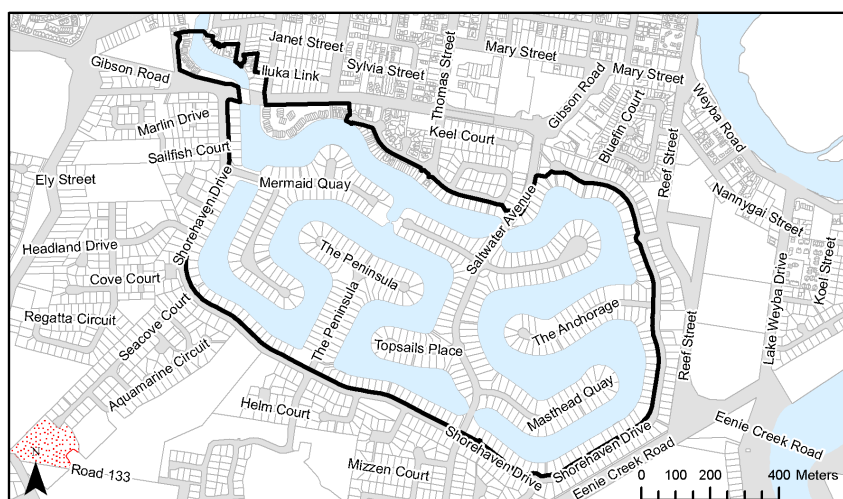 Janet Street
Thomas Street
Mary Street
Gibson Road
Iluka Link
Sylvia Street
Gibson Road
Mary Street
Weyba Road
Marlin Drive
Keel Court
Bluefin Court
Reef Street
Sailfish Court
Ely Street
Mermaid Quay
Shorehaven Drive
Saltwater Avenue
Nannygai Street
Headland Drive
The Peninsula
Lake Weyba Drive
Koel Street
Cove Court
Seacove Court
The Peninsula
The Anchorage
Reef Street
Regatta Circuit
Topsails Place
Aquamarine Circuit
Masthead Quay
Helm Court
Shorehaven Drive
Shorehaven Drive
Eenie Creek Road
Eenie Creek Road
N
Road 133
Mizzen Court
0 100 200 400 Meters